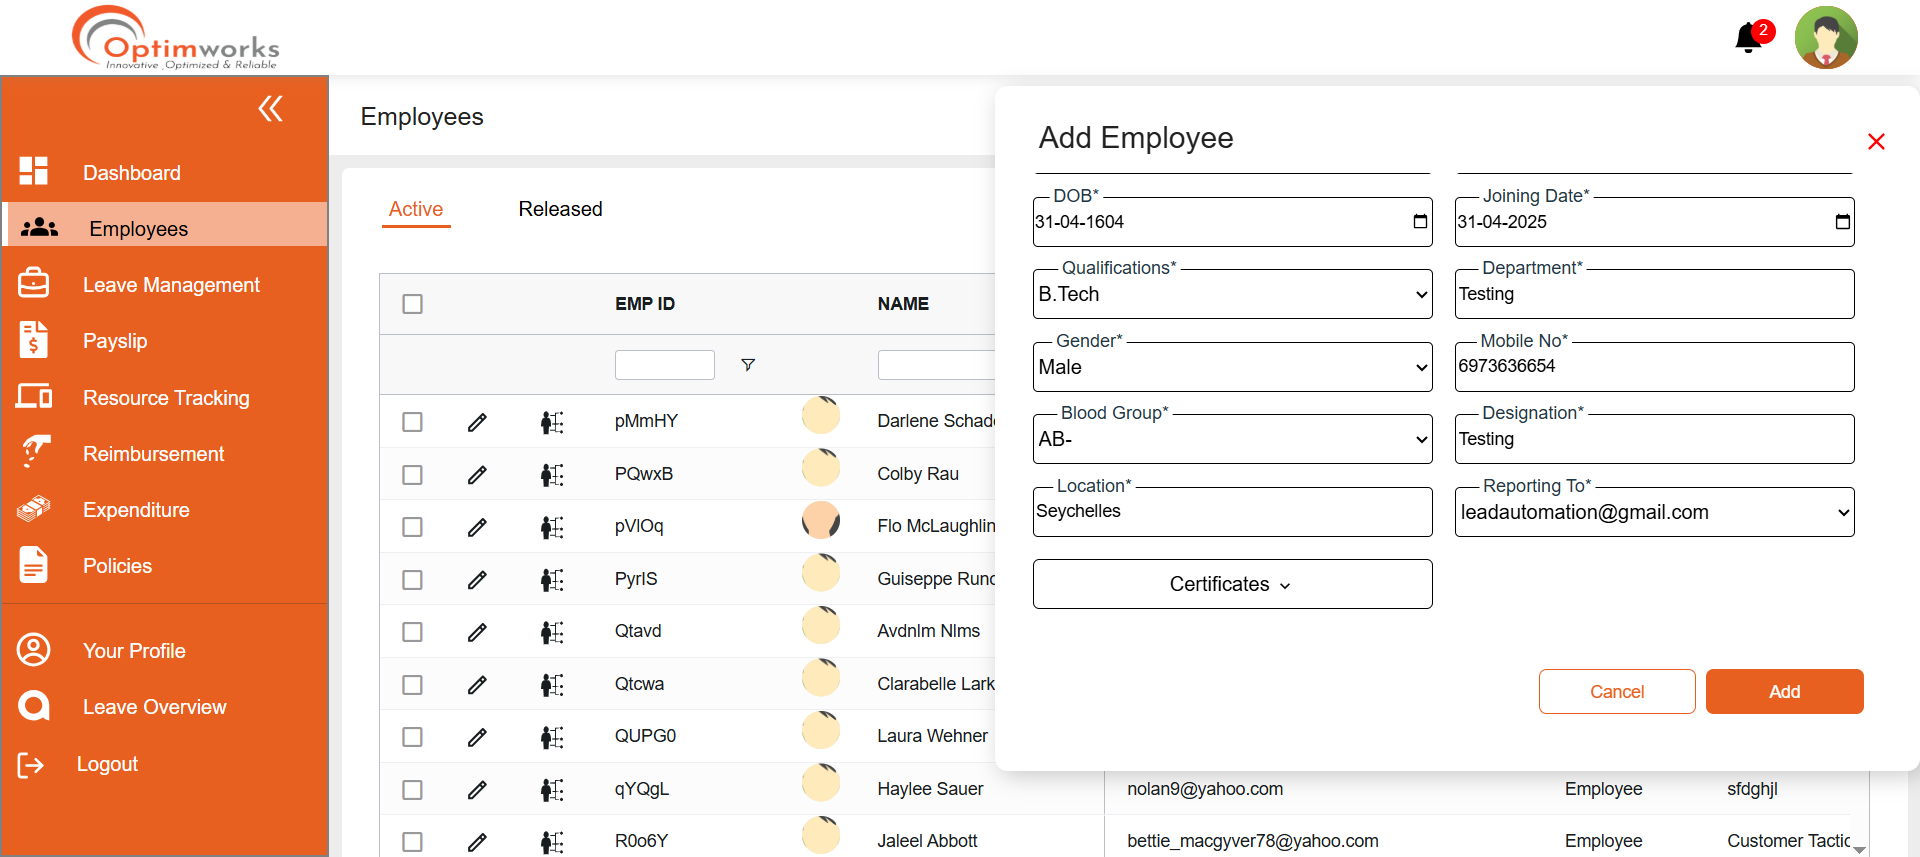 Optimworks
Innovative ,Optimized & Reliable
2
Dashboard
Employees
Leave Management
Payslip
Resource Tracking
Reimbursement
Expenditure
Policies
Your Profile
Leave Overview
Logout
Employees
Active
Released
EMP ID
NAME
pMmHY
Darlene Schade
PQwxB
Colby Rau
pVlOq
Flo McLaughlin
PyrlS
Guiseppe Runo
Qtavd
Avdnlm Nlms
Qtcwa
Clarabelle Lark
QUPG0
Laura Wehner
qYQgL
Haylee Sauer
nolan9@yahoo.com
Employee
sfdghjl
R0o6Y
Jaleel Abbott
bettie_macgyver78@yahoo.com
Employee
Customer Tactic
Add Employee
DOB*
31-04-1604
Joining Date*
31-04-2025
Qualifications*
B.Tech
Department*
Testing
Gender*
Male
Mobile No*
6973636654
Blood Group*
AB-
Designation*
Testing
Location*
Seychelles
Reporting To*
leadautomation@gmail.com
Certificates
Cancel
Add